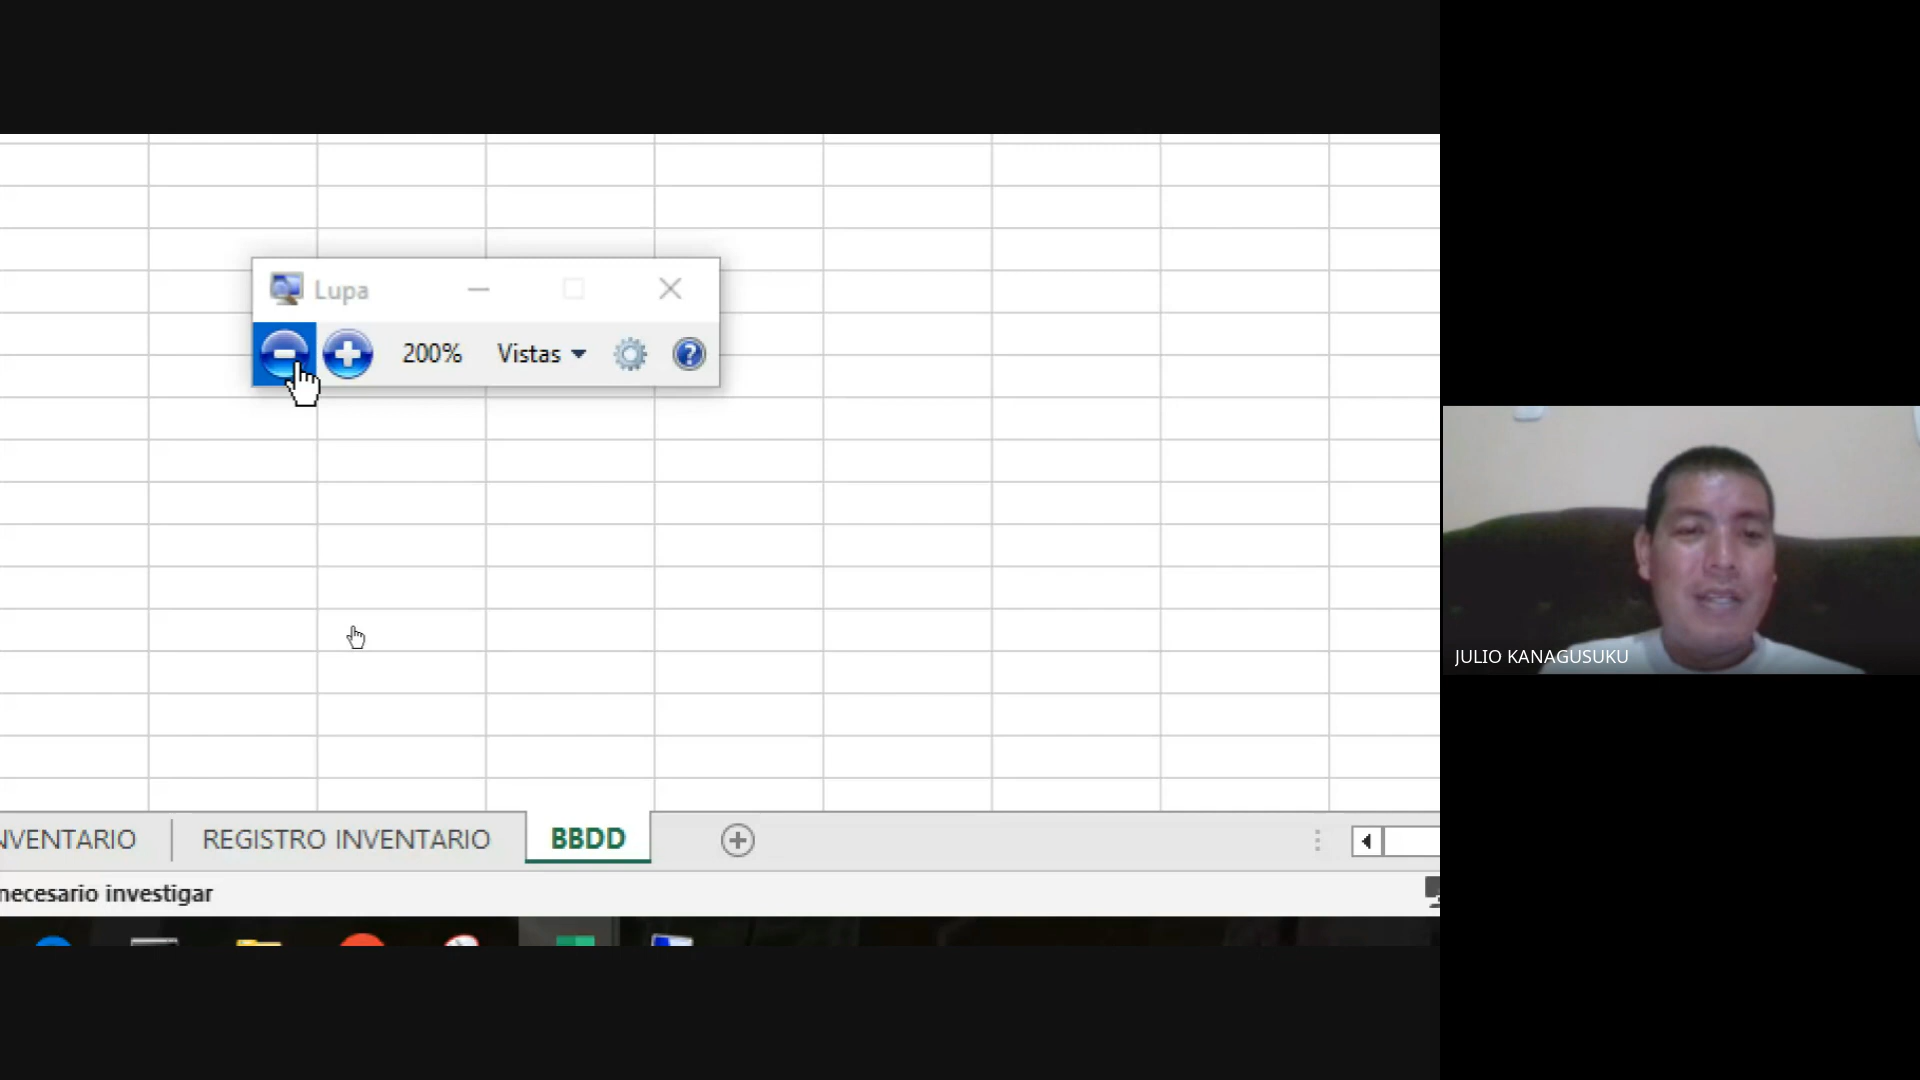 Lupa
200% Vistas
NVENTARIO REGISTRO INVENTARIO BBDD
necesario investigar
JULIO KANAGUSUKU